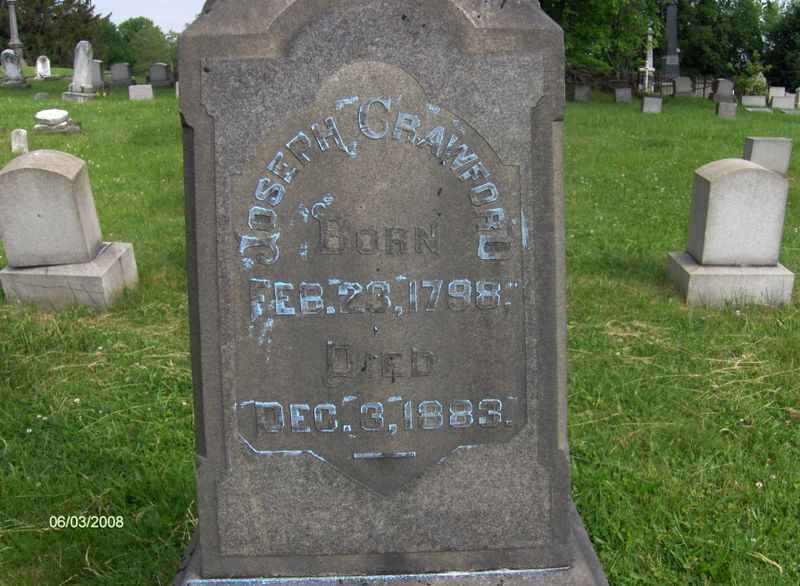 JOSEPH CRAWFORD
BORN
FEB. 23, 1798.
DIED
DEC. 3, 1883.
06/03/2008